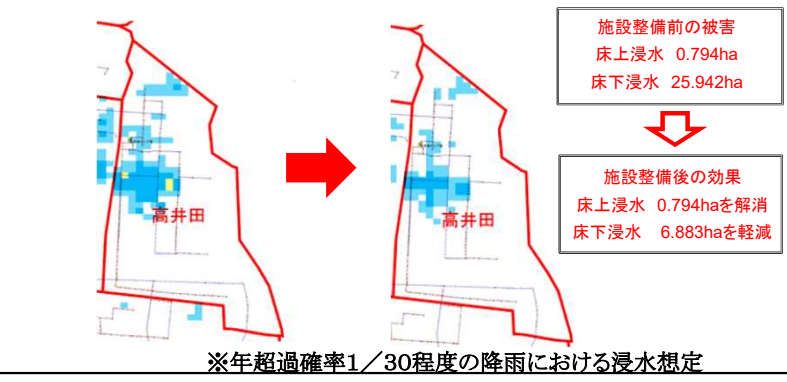 施設整備前の被害
床上浸水 0.794ha
床下浸水 25.942ha
施設整備後の効果
床上浸水 0.794haを解消
床下浸水 6.883haを軽減
高井田
高井田
※年超過確率1／30程度の降雨における浸水想定